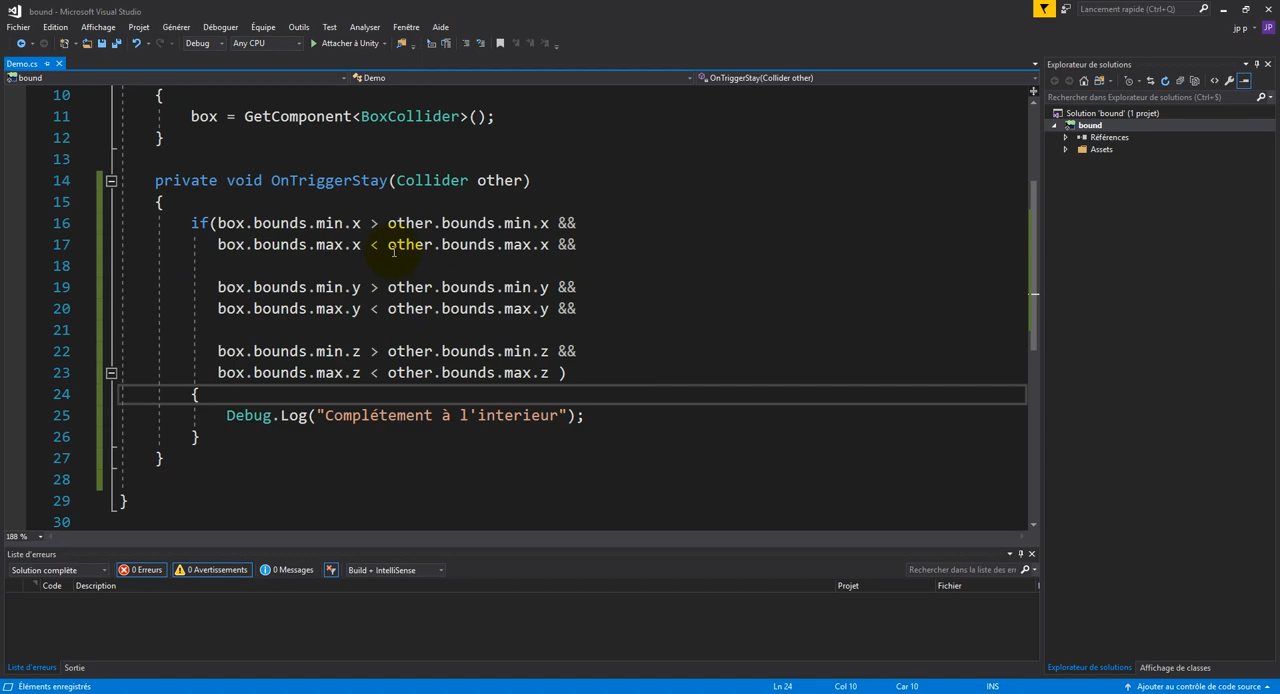 bound - Microsoft Visual Studio
Lancement rapide (Ctrl+Q)
Fichier Edition Affichage Projet Générer Déboguer Équipe Outils Test Analyser Fenêtre Aide
jp p JP
Debug Any CPU Attacher à Unity
Demo.cs
Explorateur de solutions
bound Demo OnTriggerStay(Collider other)
Rechercher dans Explorateur de solutions (Ctrl+$)
Solution 'bound' (1 projet)
bound
Références
Assets
10 {
11 box = GetComponent<BoxCollider>();
12 }
13
14 private void OnTriggerStay(Collider other)
15 {
16 if(box.bounds.min.x > other.bounds.min.x &&
17 box.bounds.max.x < other.bounds.max.x &&
18
19 box.bounds.min.y > other.bounds.min.y &&
20 box.bounds.max.y < other.bounds.max.y &&
21
22 box.bounds.min.z > other.bounds.min.z &&
23 box.bounds.max.z < other.bounds.max.z )
24 {
25 Debug.Log("Complétement à l'interieur");
26 }
27 }
28
29 }
30
188 %
Liste d'erreurs
Solution complète 0 Erreurs 0 Avertissements 0 Messages Build + IntelliSense Rechercher dans la liste des err
Code Description Projet Fichier
Liste d'erreurs Sortie
Explorateur de solutions Affichage de classes
Éléments enregistrés Ln 24 Col 10 Car 10 INS Ajouter au contrôle de code source